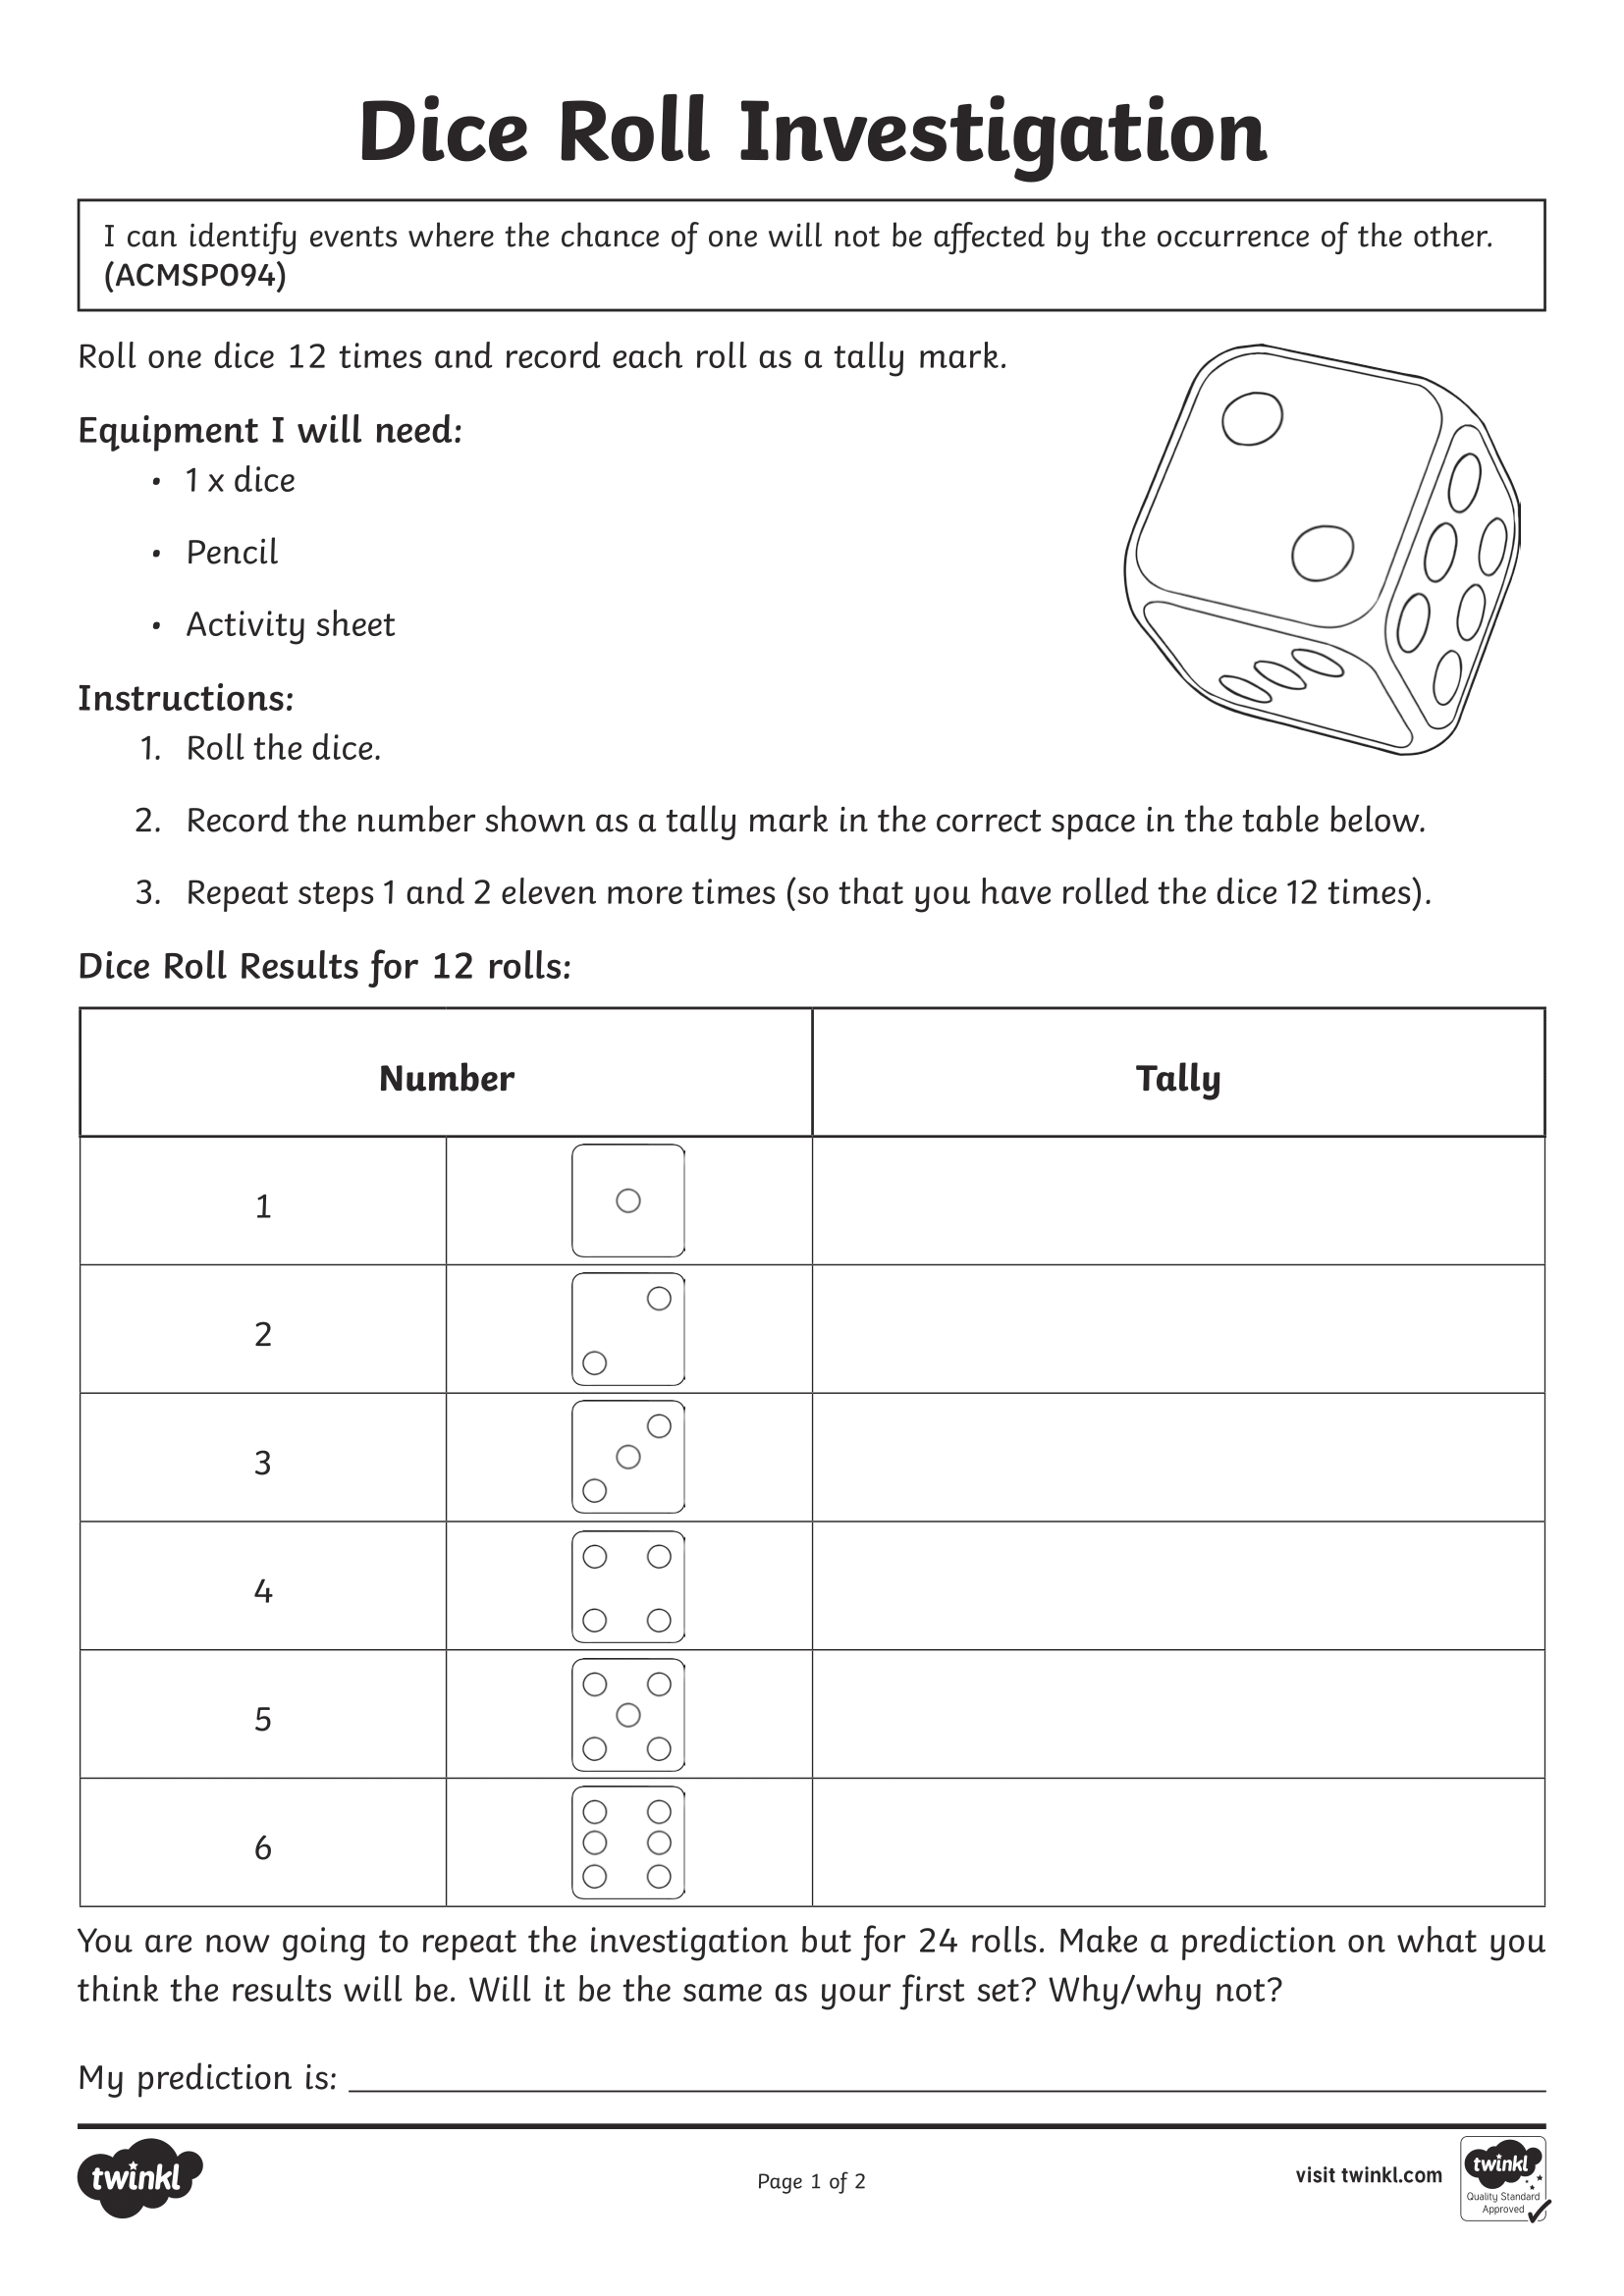 Dice Roll Investigation
I can identify events where the chance of one will not be affected by the occurrence of the other.
(ACMSP094)
Roll one dice 12 times and record each roll as a tally mark.
Equipment I will need:
• 1 x dice
• Pencil
• Activity sheet
Instructions:
1. Roll the dice.
2. Record the number shown as a tally mark in the correct space in the table below.
3. Repeat steps 1 and 2 eleven more times (so that you have rolled the dice 12 times).
Dice Roll Results for 12 rolls:
Number Tally
1
2
3
4
5
6
You are now going to repeat the investigation but for 24 rolls. Make a prediction on what you
think the results will be. Will it be the same as your first set? Why/why not?
My prediction is:
twinkl
Page 1 of 2
visit twinkl.com
twinkl
Quality Standard
Approved